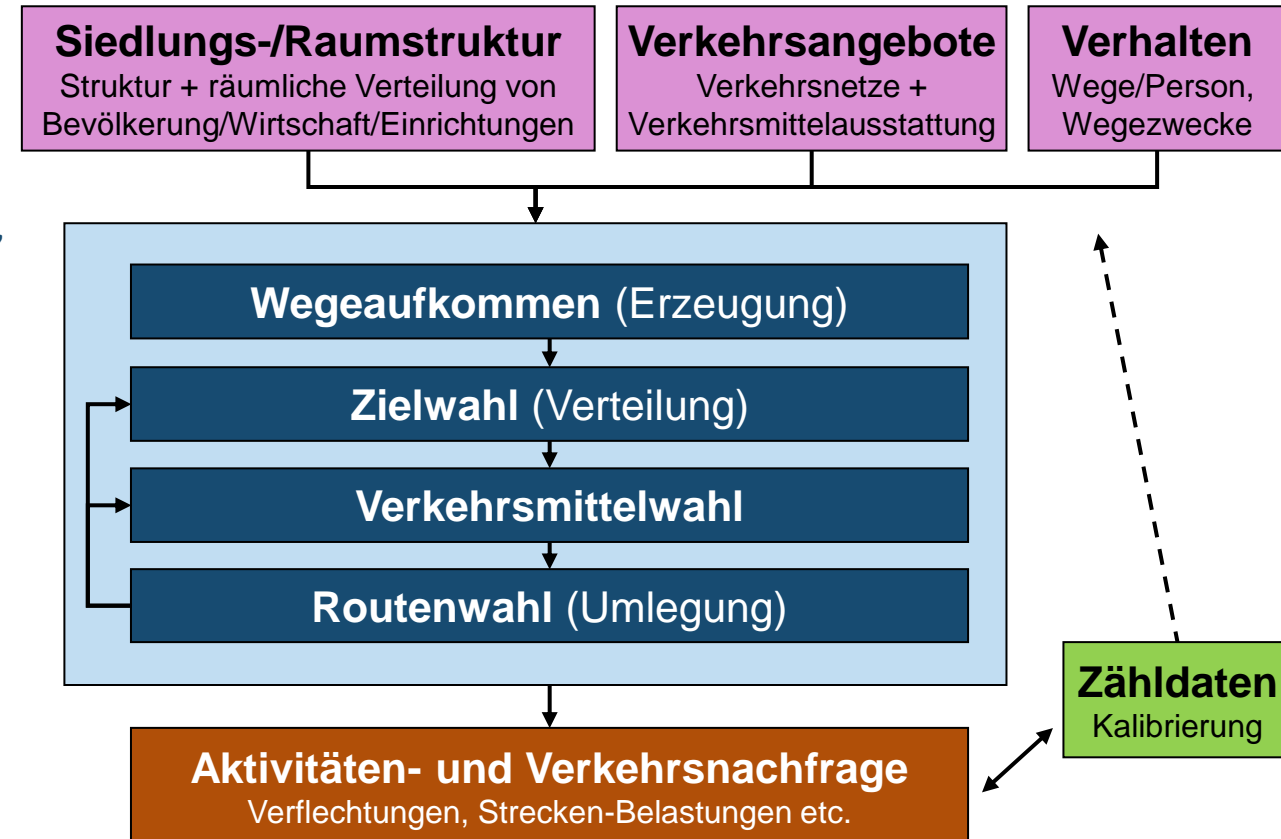 Siedlungs-/Raumstruktur
Struktur + räumliche Verteilung von
Bevölkerung/Wirtschaft/Einrichtungen
Verkehrsangebote
Verkehrsnetze +
Verkehrsmittelausstattung
Verhalten
Wege/Person,
Wegezwecke
Wegeaufkommen (Erzeugung)
Zielwahl (Verteilung)
Verkehrsmittelwahl
Routenwahl (Umlegung)
Zähldaten
Kalibrierung
Aktivitäten- und Verkehrsnachfrage
Verflechtungen, Strecken-Belastungen etc.